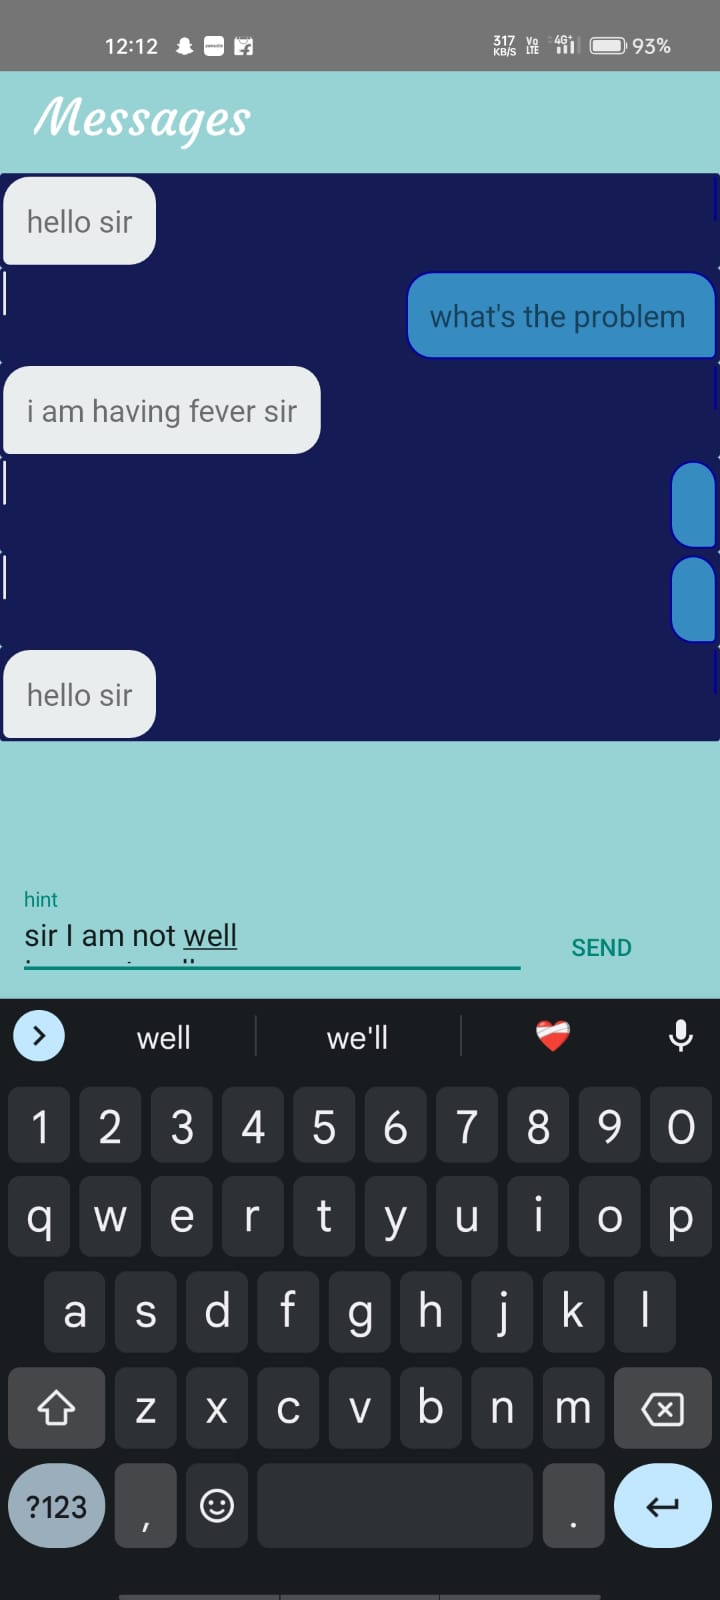 12:12
317 KB/S Vo LTE 4G+ 93%
Messages
hello sir
what's the problem
i am having fever sir
hello sir
hint
sir I am not well
SEND
well we'll
1 2 3 4 5 6 7 8 9 0
q w e r t y u i o p
a s d f g h j k l
z x c v b n m
?123 , .